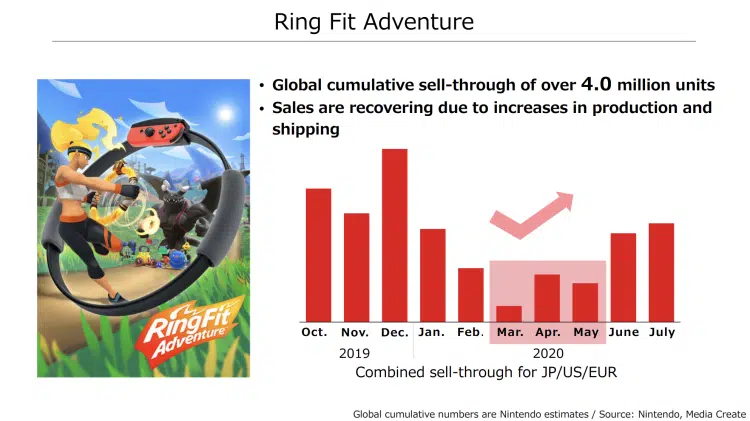 Ring Fit Adventure
• Global cumulative sell-through of over 4.0 million units
• Sales are recovering due to increases in production and
shipping
RingFit
Adventure
Oct. Nov. Dec. Jan. Feb. Mar. Apr. May June July
2019 2020
Combined sell-through for JP/US/EUR
Global cumulative numbers are Nintendo estimates / Source: Nintendo, Media Create